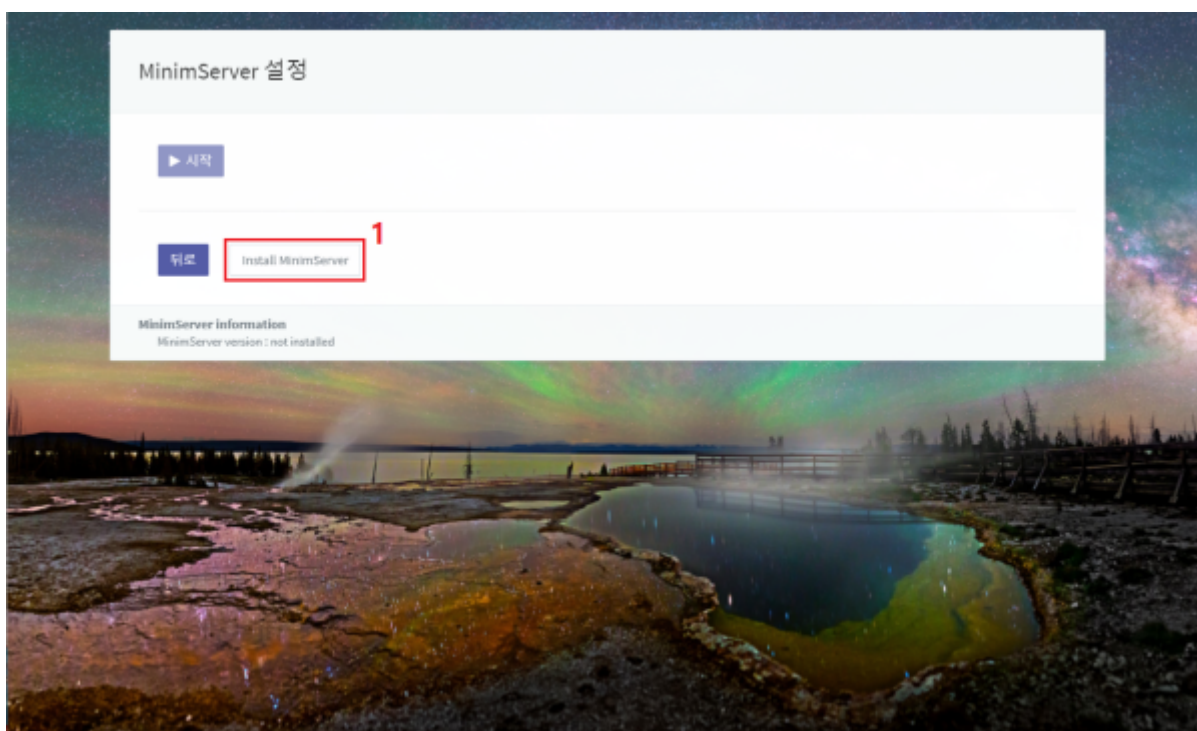 MinimServer 설정
▶ 시작
1
뒤로 Install MinimServer
MinimServer information
MinimServer version : not installed